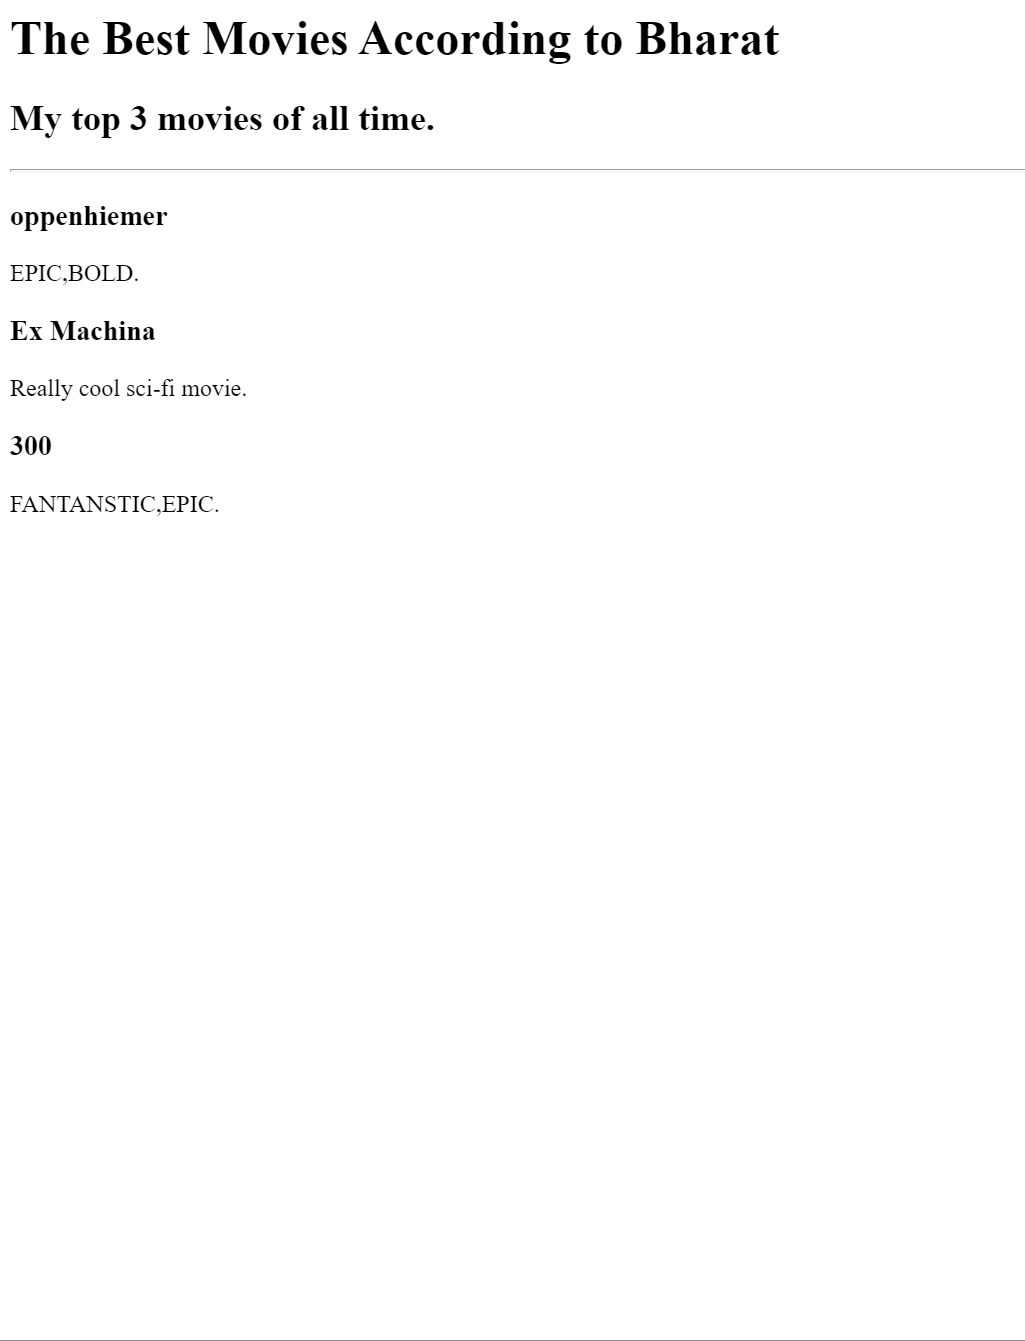 The Best Movies According to Bharat
My top 3 movies of all time.
oppenhiemer
EPIC,BOLD.
Ex Machina
Really cool sci-fi movie.
300
FANTANSTIC,EPIC.